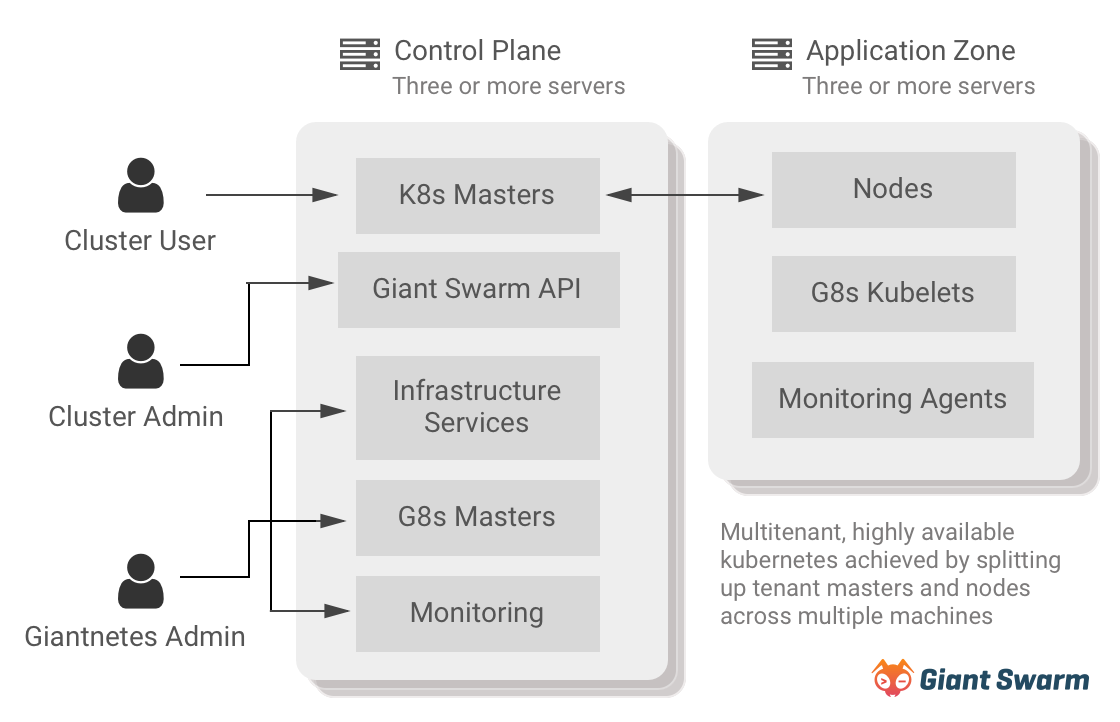 Control Plane
Three or more servers
Application Zone
Three or more servers
Cluster User
Cluster Admin
Giantnetes Admin
K8s Masters
Giant Swarm API
Infrastructure
Services
G8s Masters
Monitoring
Nodes
G8s Kubelets
Monitoring Agents
Multitenant, highly available
kubernetes achieved by splitting
up tenant masters and nodes
across multiple machines
Giant Swarm